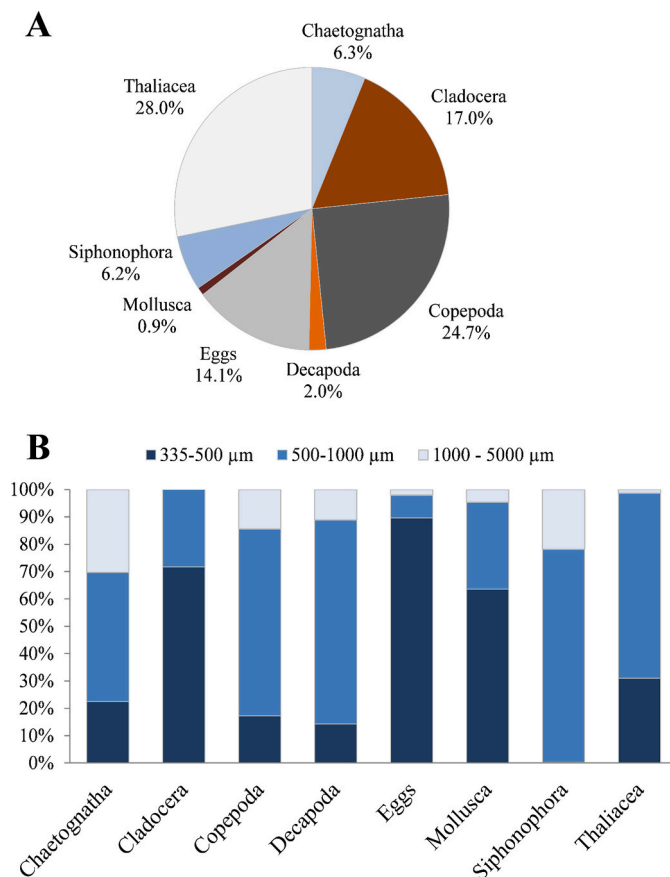 A
Chaetognatha
6.3%
Thaliacea
28.0%
Cladocera
17.0%
Siphonophora
6.2%
Copepoda
24.7%
Mollusca
0.9%
Eggs
14.1%
Decapoda
2.0%
B
335-500 µm 500-1000 µm 1000 - 5000 µm
100%
90%
80%
70%
60%
50%
40%
30%
20%
10%
0%
Chaetognatha
Cladocera
Copepoda
Decapoda
Eggs
Mollusca
Siphonophora
Thaliacea